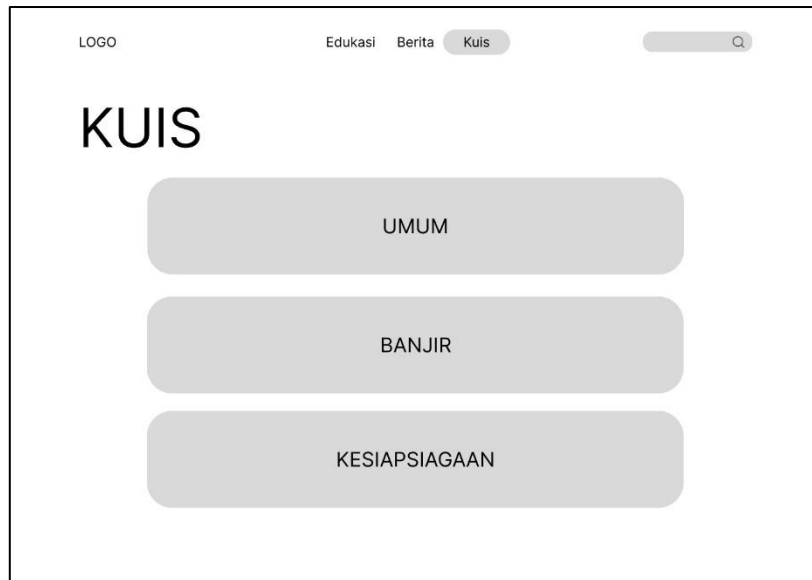 LOGO Edukasi Berita Kuis
KUIS
UMUM
BANJIR
KESIAPSIAGAAN